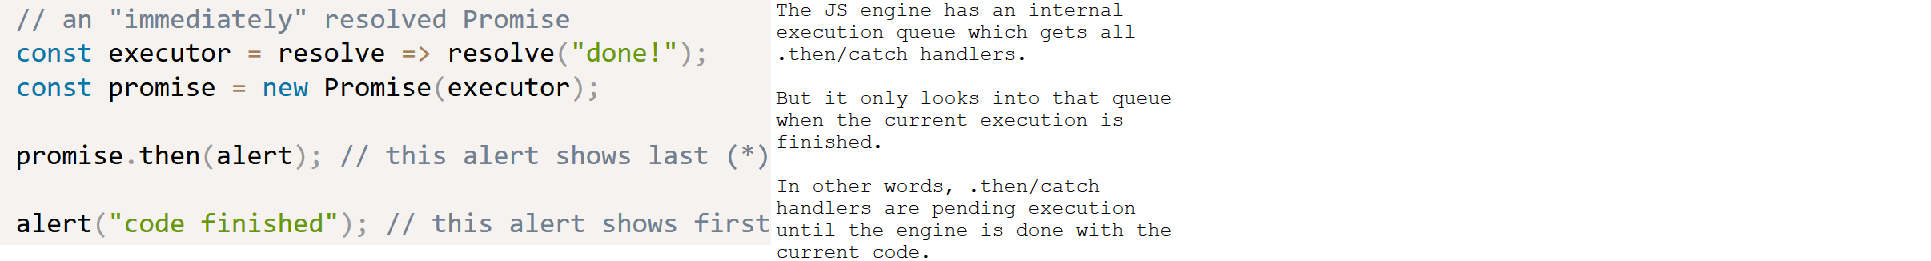 // an "immediately" resolved Promise
const executor = resolve => resolve("done!");
const promise = new Promise(executor);
promise.then(alert); // this alert shows last (*)
alert("code finished"); // this alert shows first
The JS engine has an internal
execution queue which gets all
.then/catch handlers.
But it only looks into that queue
when the current execution is
finished.
In other words, .then/catch
handlers are pending execution
until the engine is done with the
current code.